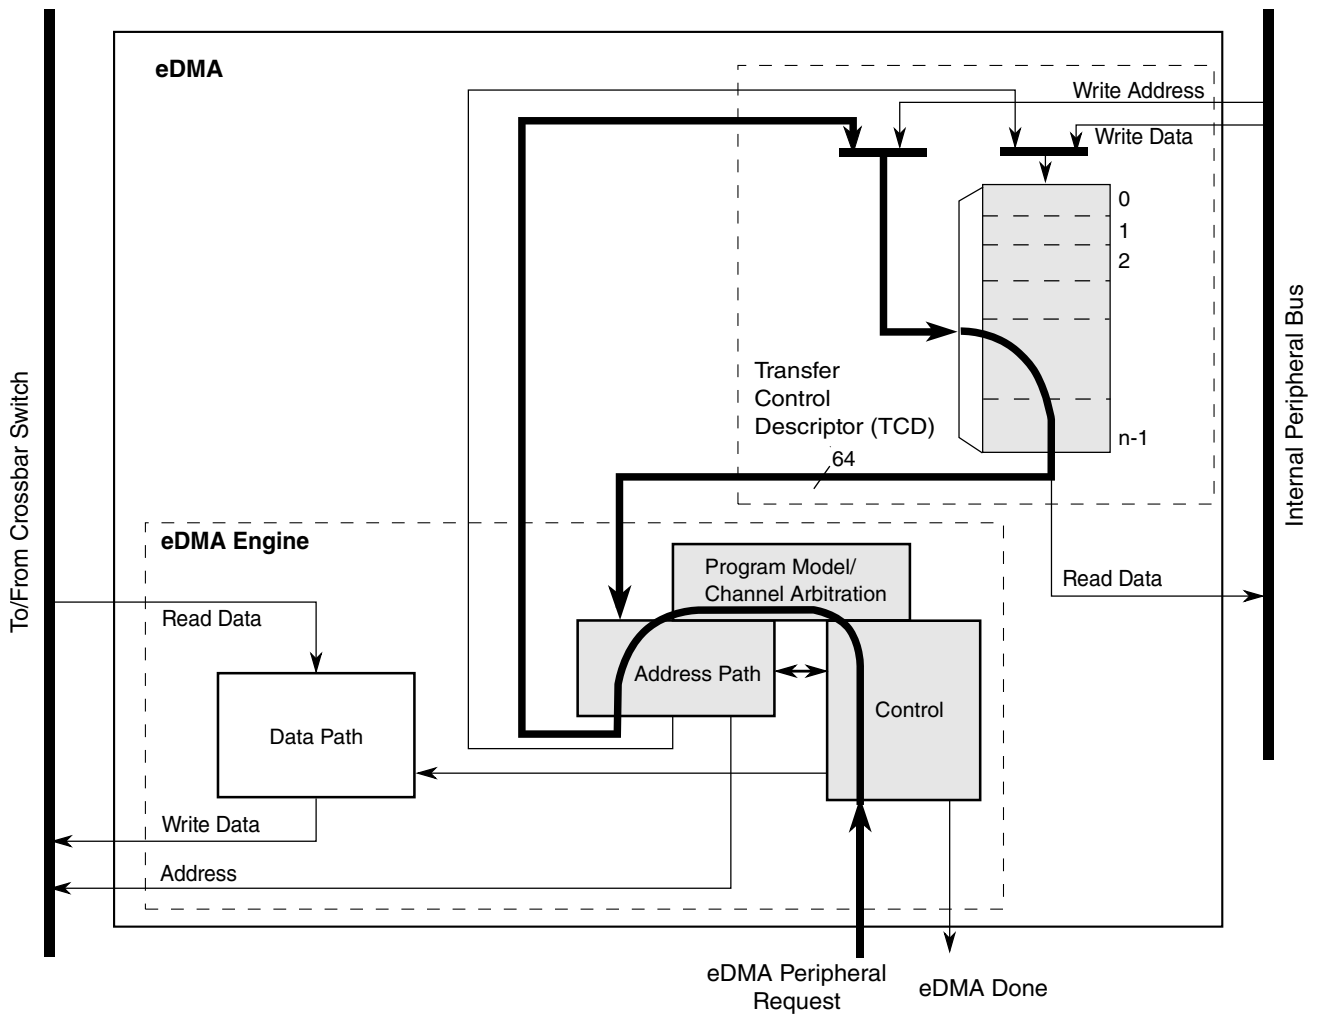 eDMA
Write Address
Write Data
0
1
2
n-1
Transfer
Control
Descriptor (TCD)
64
To/From Crossbar Switch
Internal Peripheral Bus
eDMA Engine
Program Model/
Channel Arbitration
Read Data
Read Data
Address Path
Control
Data Path
Write Data
Address
eDMA Peripheral
Request
eDMA Done